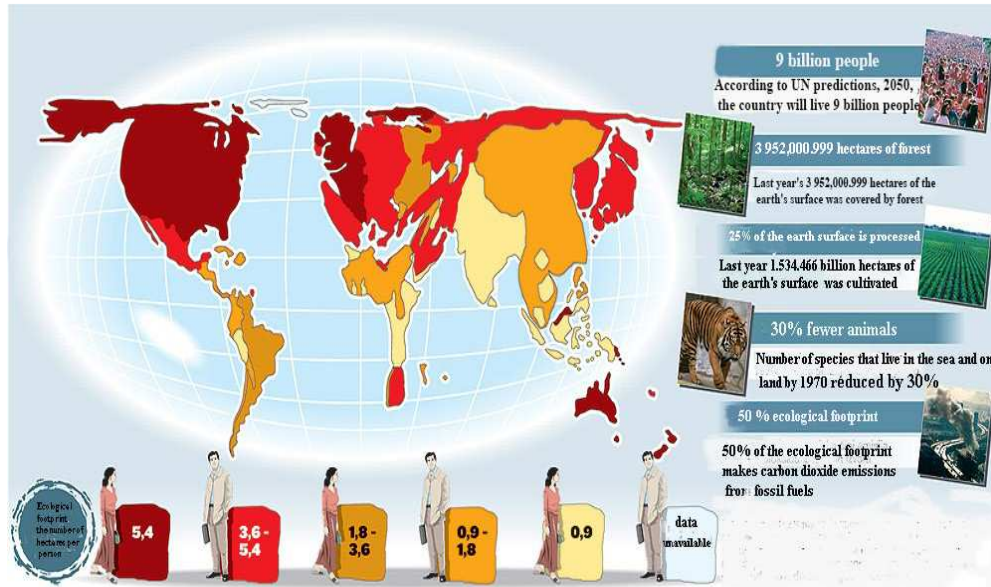 9 billion people
According to UN predictions, 2050,
the country will live 9 billion people
3 952,000.999 hectares of forest
Last year's 3 952,000.999 hectares of the
earth's surface was covered by forest
25% of the earth surface is processed
Last year 1.534.466 billion hectares of
the earth's surface was cultivated
30% fewer animals
Number of species that live in the sea and on
land by 1970 reduced by 30%
50 % ecological footprint
50% of the ecological footprint
makes carbon dioxide emissions
from fossil fuels
Ecological
footprint
the number of
hectares per
person
5,4
3,6 -
5,4
1,8 -
3,6
0,9 -
1,8
0,9
data
unavailable